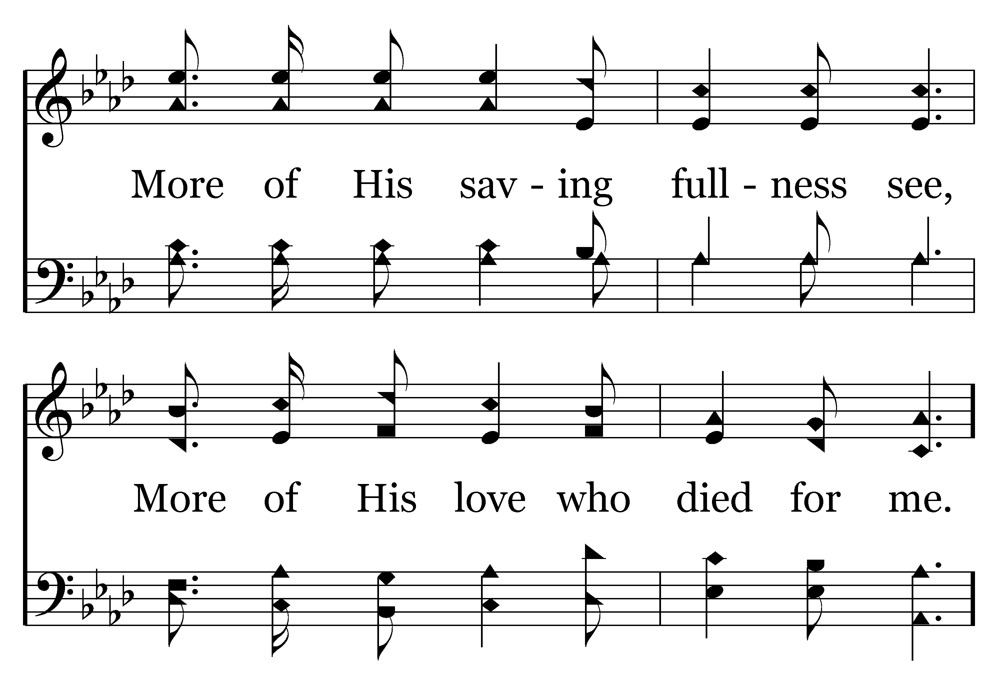 More of His sav - ing full - ness see,
More of His love who died for me.